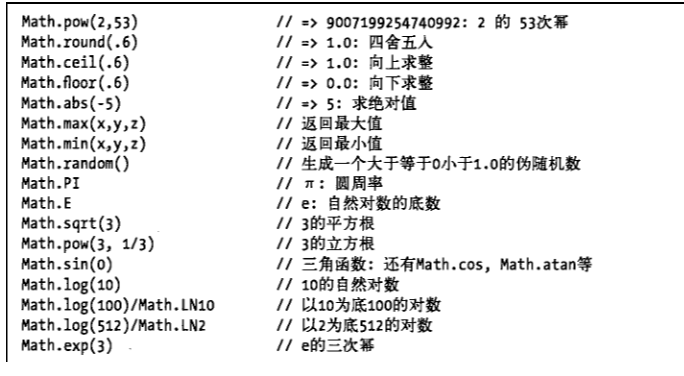 Math.pow(2,53) // => 9007199254740992: 2 的 53次幂
Math.round(.6) // => 1.0: 四舍五入
Math.ceil(.6) // => 1.0: 向上求整
Math.floor(.6) // => 0.0: 向下求整
Math.abs(-5) // => 5: 求绝对值
Math.max(x,y,z) // 返回最大值
Math.min(x,y,z) // 返回最小值
Math.random() // 生成一个大于等于0小于1.0的伪随机数
Math.PI // π: 圆周率
Math.E // e: 自然对数的底数
Math.sqrt(3) // 3的平方根
Math.pow(3, 1/3) // 3的立方根
Math.sin(0) // 三角函数: 还有Math.cos, Math.atan等
Math.log(10) // 10的自然对数
Math.log(100)/Math.LN10 // 以10为底100的对数
Math.log(512)/Math.LN2 // 以2为底512的对数
Math.exp(3) // e的三次幂